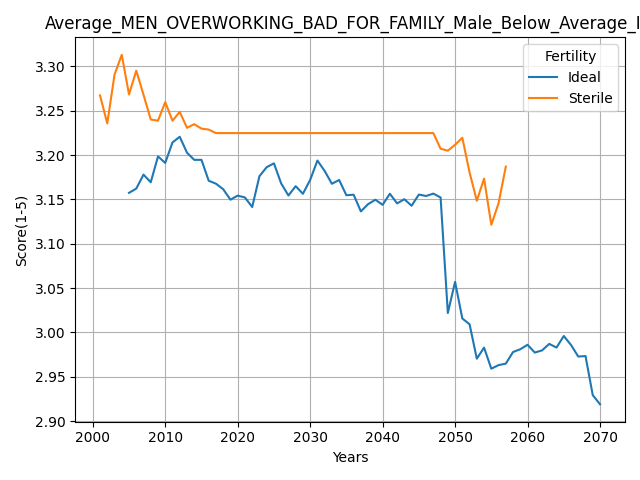 Average_MEN_OVERWORKING_BAD_FOR_FAMILY_Male_Below_Average_
Fertility
Ideal
Sterile
Score(1-5)
3.30
3.25
3.20
3.15
3.10
3.05
3.00
2.95
2.90
2000 2010 2020 2030 2040 2050 2060 2070
Years